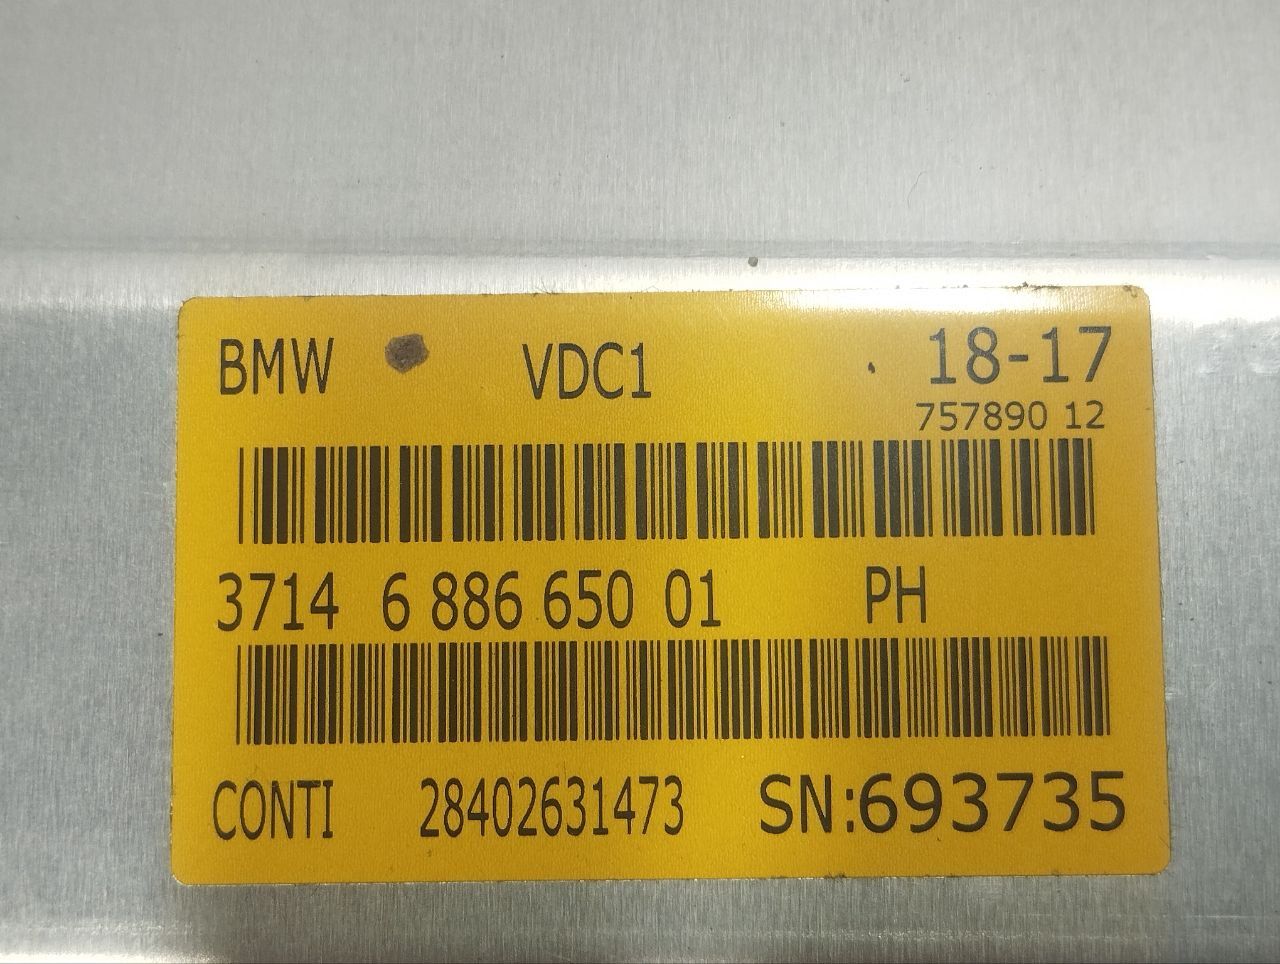 BMW VDC1 18-17
757890 12
3714 6 886 650 01 PH
CONTI 28402631473 SN:693735